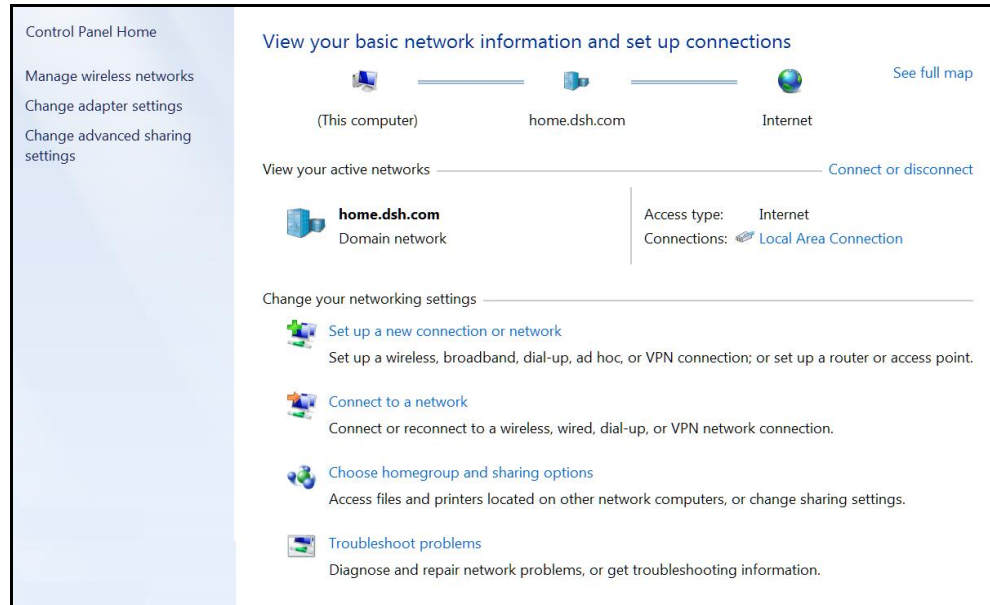 Control Panel Home
Manage wireless networks
Change adapter settings
Change advanced sharing
settings
View your basic network information and set up connections
See full map
(This computer)
home.dsh.com
Internet
View your active networks
Connect or disconnect
home.dsh.com
Domain network
Access type: Internet
Connections: Local Area Connection
Change your networking settings
Set up a new connection or network
Set up a wireless, broadband, dial-up, ad hoc, or VPN connection; or set up a router or access point.
Connect to a network
Connect or reconnect to a wireless, wired, dial-up, or VPN network connection.
Choose homegroup and sharing options
Access files and printers located on other network computers, or change sharing settings.
Troubleshoot problems
Diagnose and repair network problems, or get troubleshooting information.